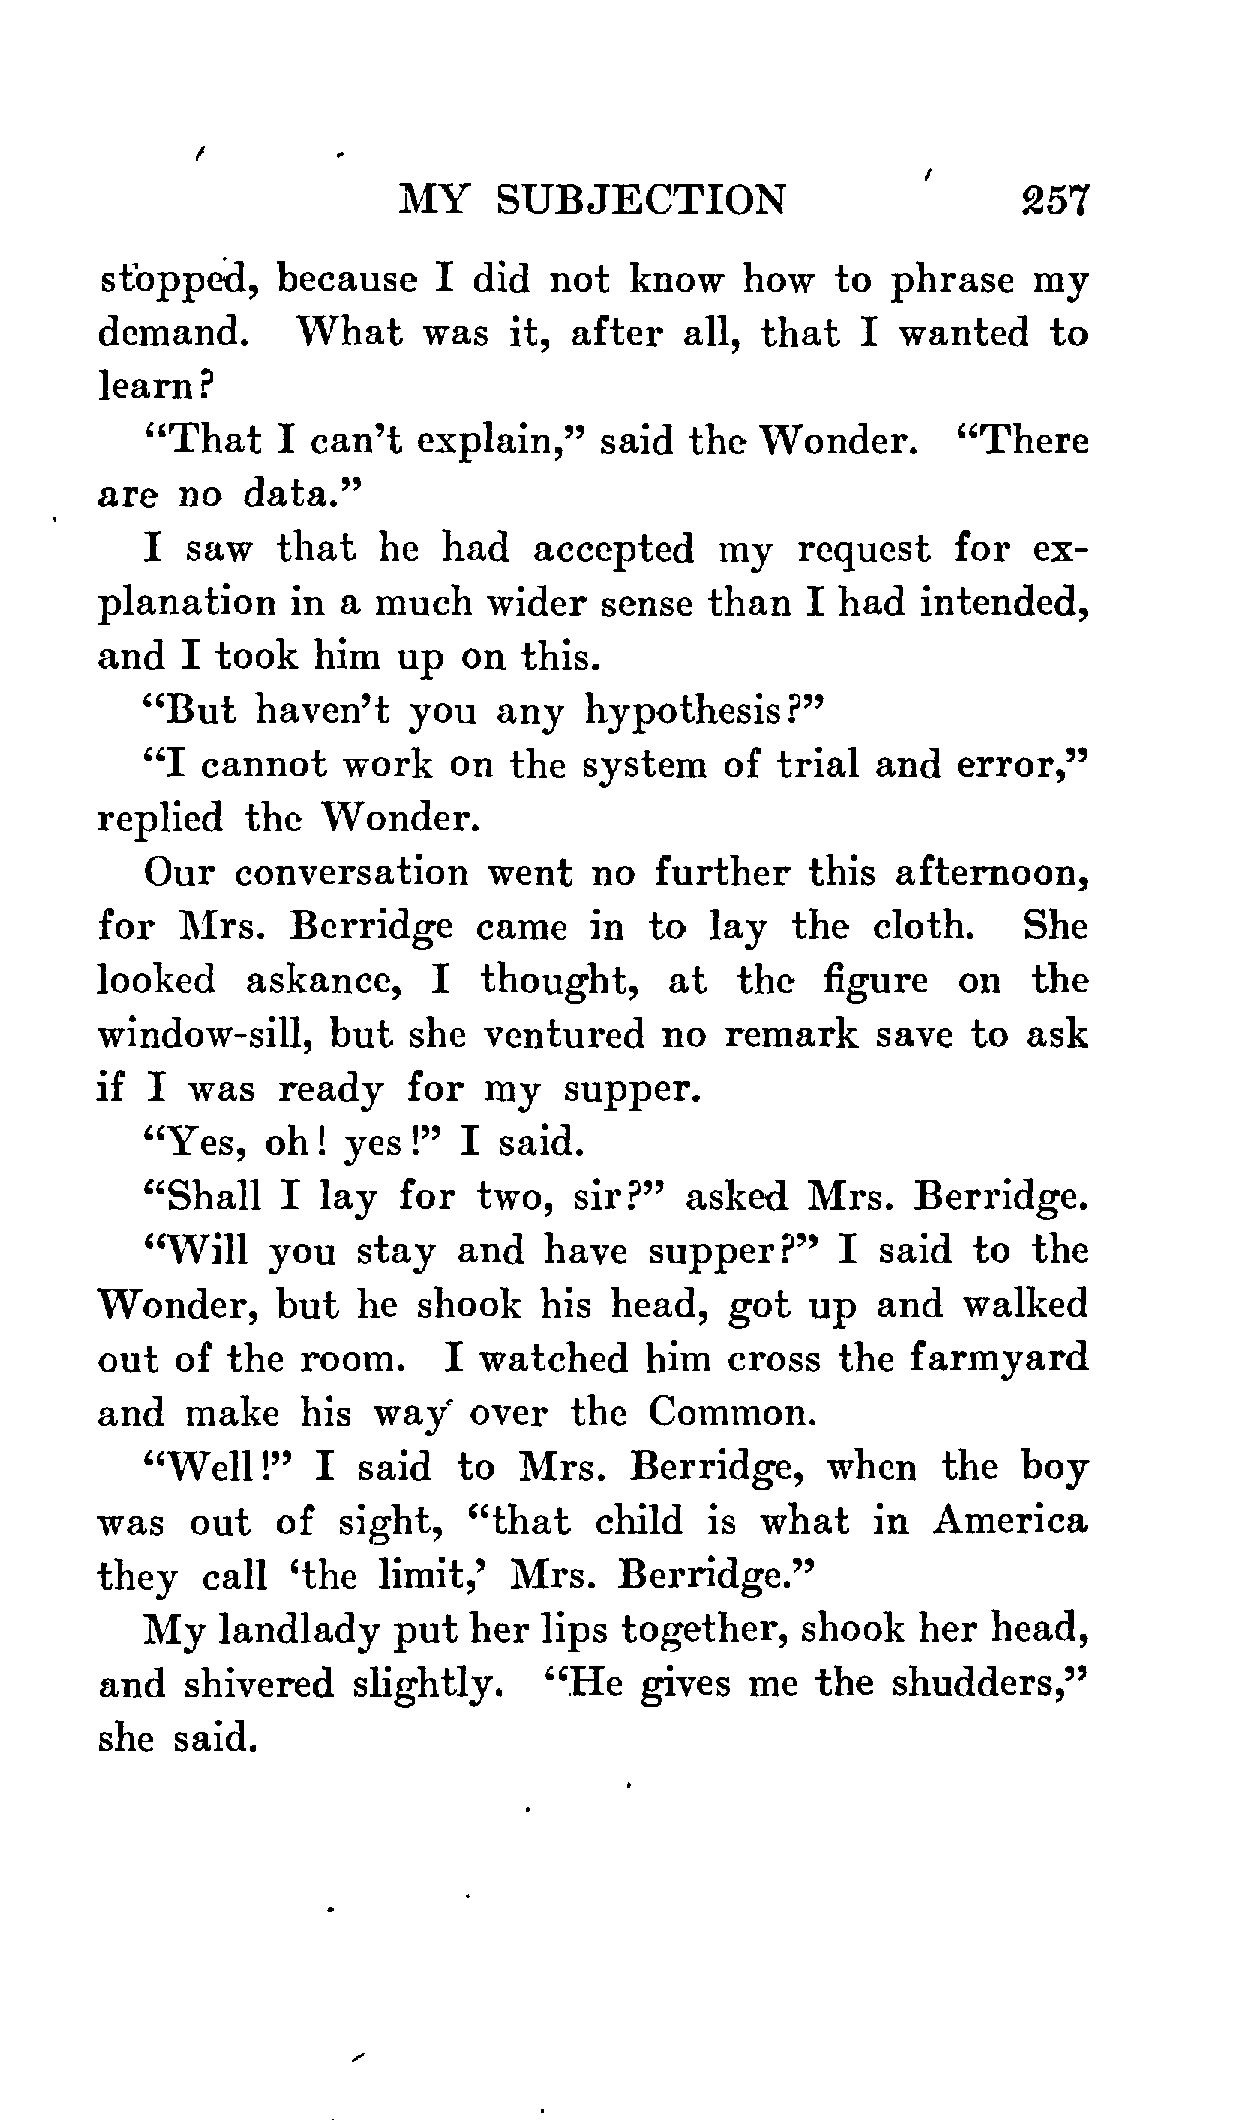 MY SUBJECTION 257
stopped, because I did not know how to phrase my
demand. What was it, after all, that I wanted to
learn?
"That I can't explain," said the Wonder. "There
are no data."
I saw that he had accepted my request for ex-
planation in a much wider sense than I had intended,
and I took him up on this.
"But haven't you any hypothesis?"
"I cannot work on the system of trial and error,"
replied the Wonder.
Our conversation went no further this afternoon,
for Mrs. Berridge came in to lay the cloth. She
looked askance, I thought, at the figure on the
window-sill, but she ventured no remark save to ask
if I was ready for my supper.
"Yes, oh! yes!" I said.
"Shall I lay for two, sir?" asked Mrs. Berridge.
"Will you stay and have supper?" I said to the
Wonder, but he shook his head, got up and walked
out of the room. I watched him cross the farmyard
and make his way over the Common.
"Well!" I said to Mrs. Berridge, when the boy
was out of sight, "that child is what in America
they call 'the limit,' Mrs. Berridge."
My landlady put her lips together, shook her head,
and shivered slightly. "He gives me the shudders,"
she said.